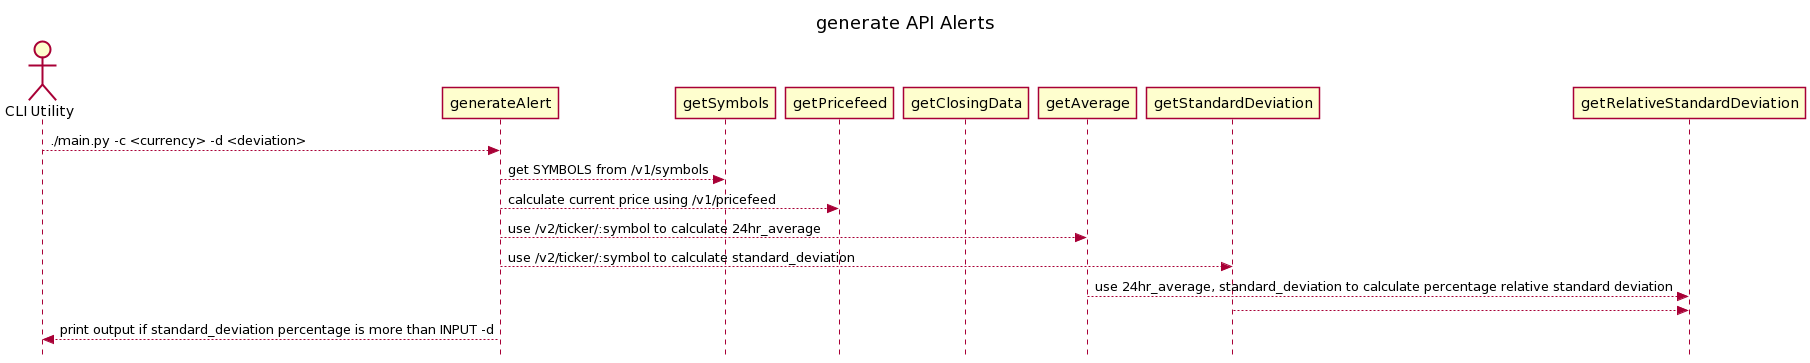 generate API Alerts
CLI Utility
generateAlert
getSymbols
getPricefeed
getClosingData
getAverage
getStandardDeviation
getRelativeStandardDeviation
./main.py -c <currency> -d <deviation>
get SYMBOLS from /v1/symbols
calculate current price using /v1/pricefeed
use /v2/ticker/:symbol to calculate 24hr_average
use /v2/ticker/:symbol to calculate standard_deviation
use 24hr_average, standard_deviation to calculate percentage relative standard deviation
print output if standard_deviation percentage is more than INPUT -d